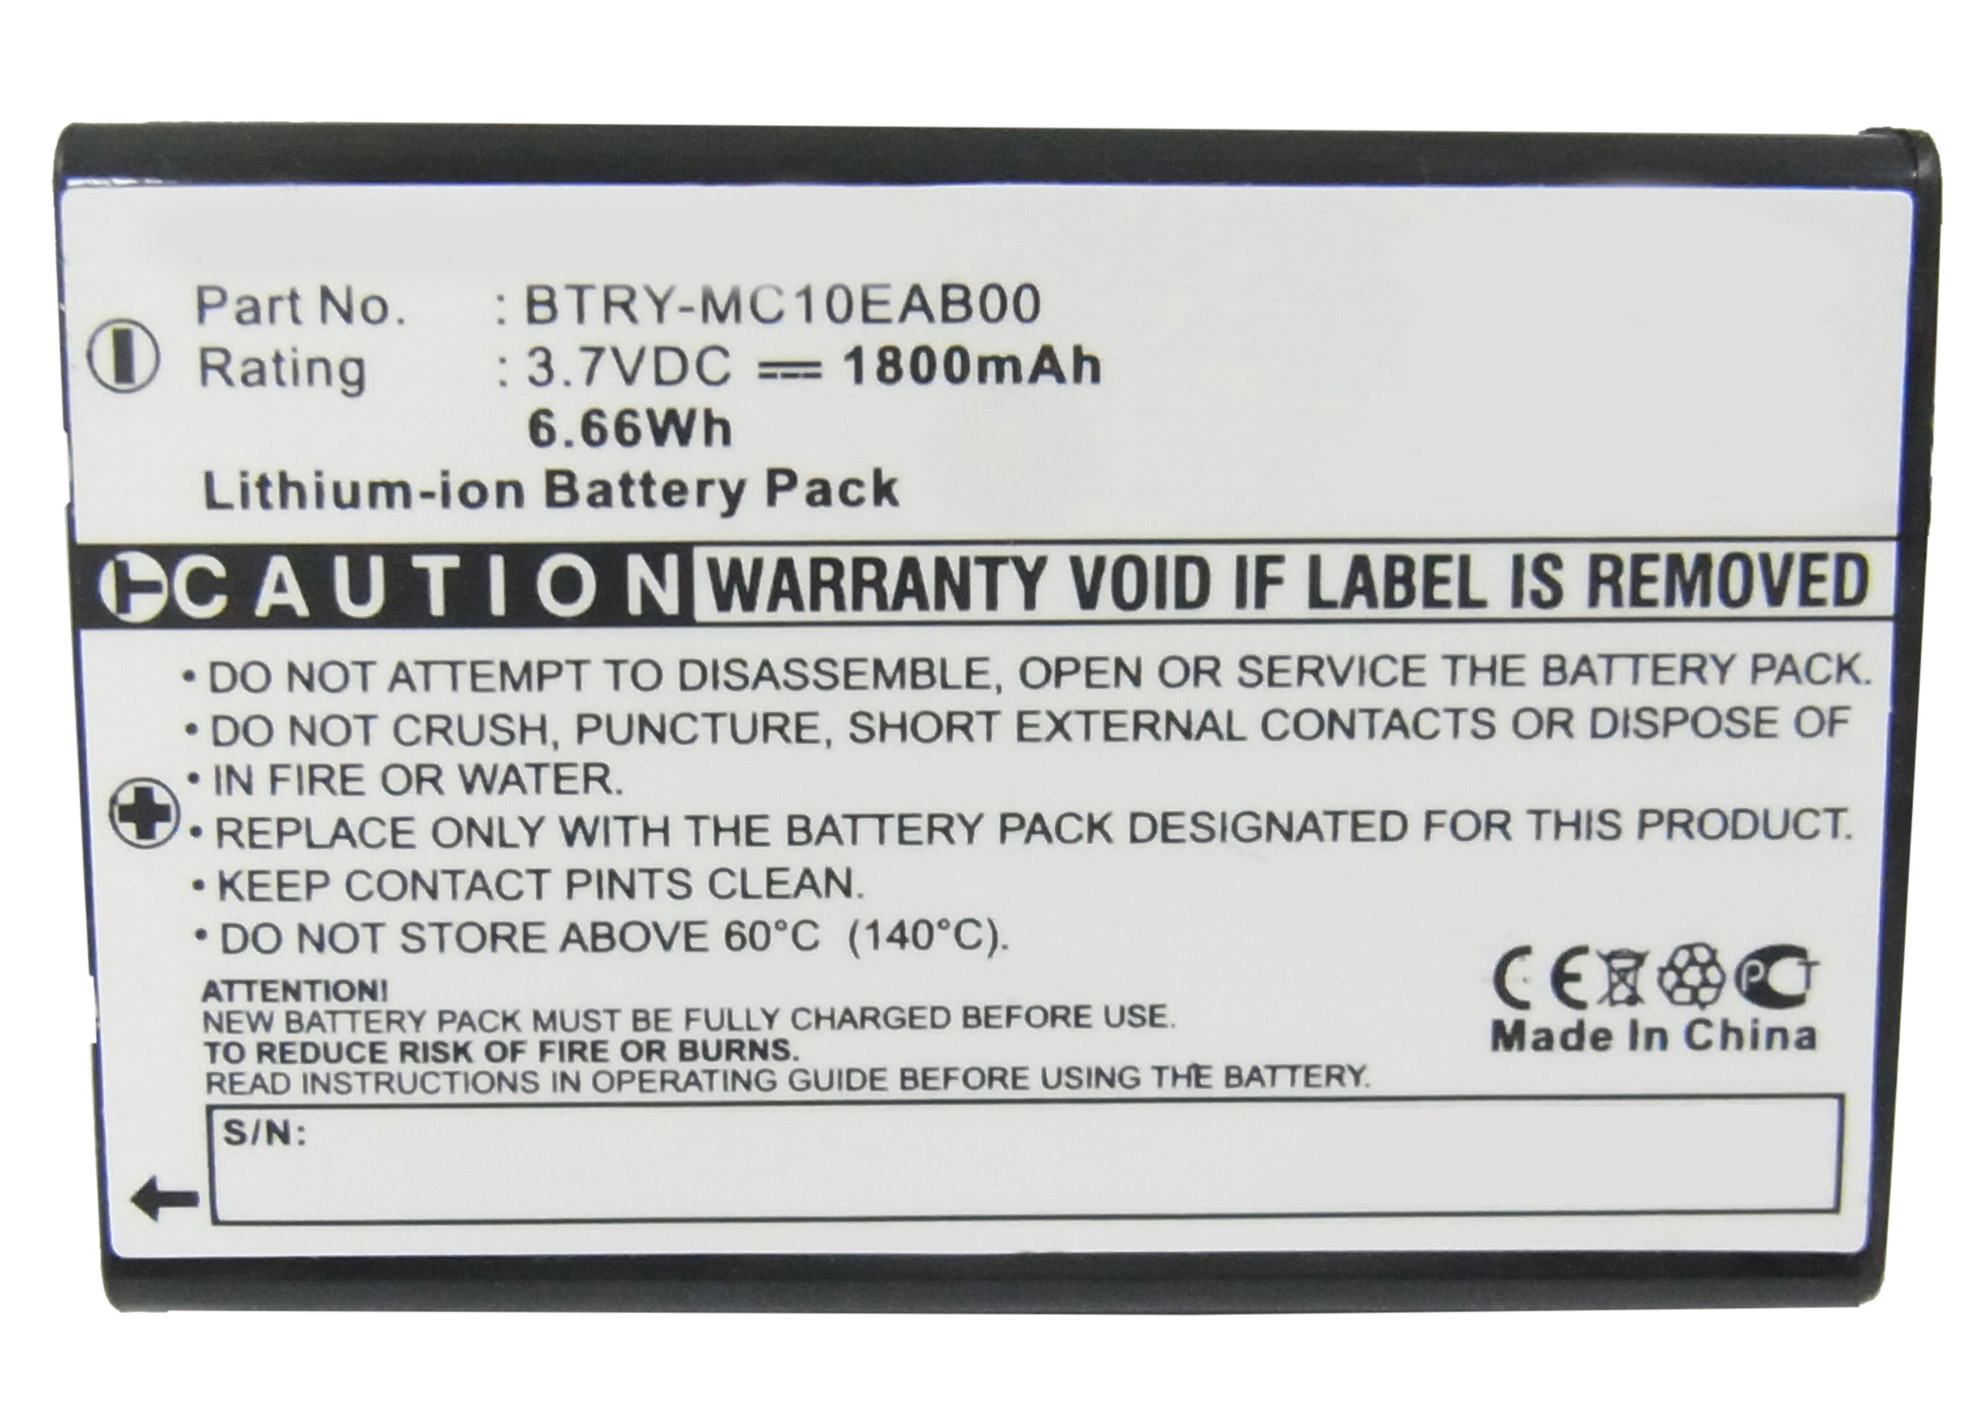 Part No. : BTRY-MC10EAB00
Rating : 3.7VDC ⎓ 1800mAh
6.66Wh
Lithium-ion Battery Pack
CAUTION WARRANTY VOID IF LABEL IS REMOVED
• DO NOT ATTEMPT TO DISASSEMBLE, OPEN OR SERVICE THE BATTERY PACK.
• DO NOT CRUSH, PUNCTURE, SHORT EXTERNAL CONTACTS OR DISPOSE OF
• IN FIRE OR WATER.
• REPLACE ONLY WITH THE BATTERY PACK DESIGNATED FOR THIS PRODUCT.
• KEEP CONTACT PINTS CLEAN.
• DO NOT STORE ABOVE 60°C (140°C).
CE PCT
ATTENTION!
NEW BATTERY PACK MUST BE FULLY CHARGED BEFORE USE.
Made In China
TO REDUCE RISK OF FIRE OR BURNS.
READ INSTRUCTIONS IN OPERATING GUIDE BEFORE USING THE BATTERY.
S/N: